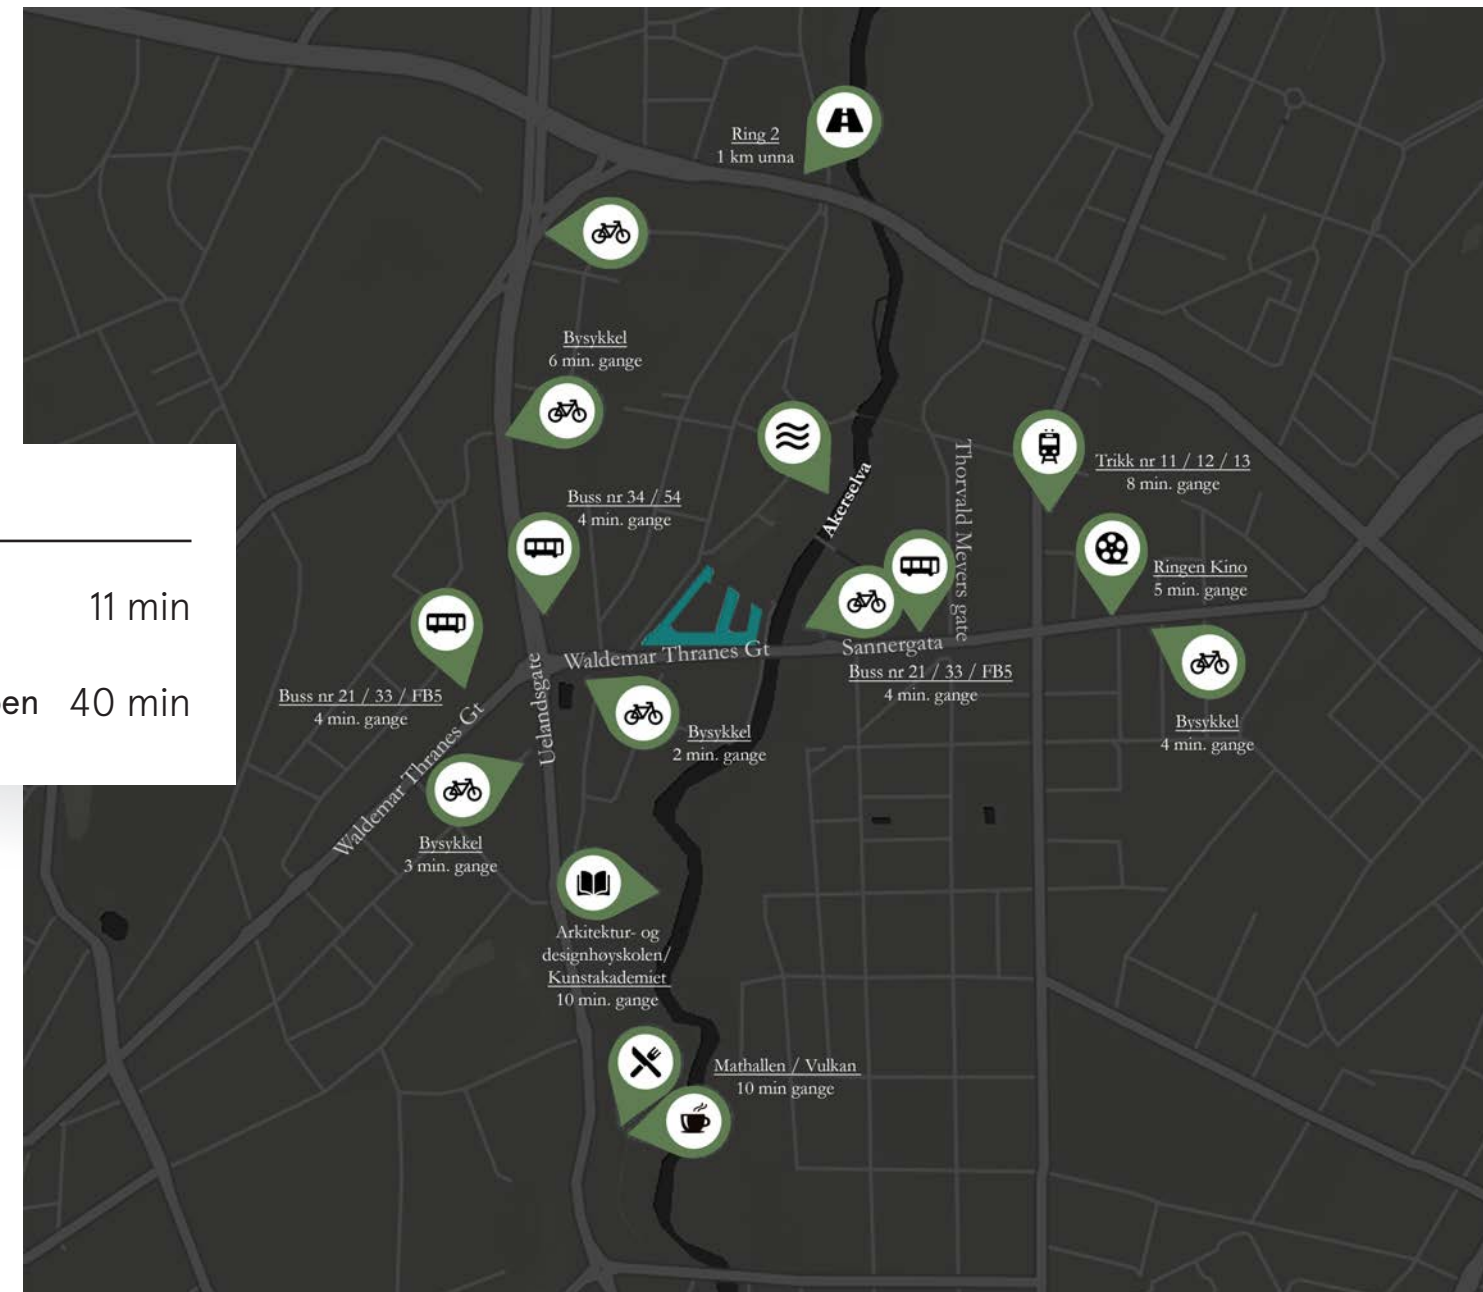 Ring 2
1 km unna
Bysykkel
6 min. gange
Trikk nr 11 / 12 / 13
8 min. gange
Buss nr 34 / 54
4 min. gange
Akerselva
Thorvald Meyers gate
Ringen Kino
5 min. gange
11 min
40 min
Waldemar Thranes Gt
Sannergata
Buss nr 21 / 33 / FB5
4 min. gange
Buss nr 21 / 33 / FB5
4 min. gange
Uelandsgate
Bysykkel
2 min. gange
Bysykkel
4 min. gange
Waldemar Thranes Gt
Bysykkel
3 min. gange
Arkitektur- og
designhøyskolen/
Kunstakademiet
10 min. gange
Mathallen / Vulkan
10 min gange